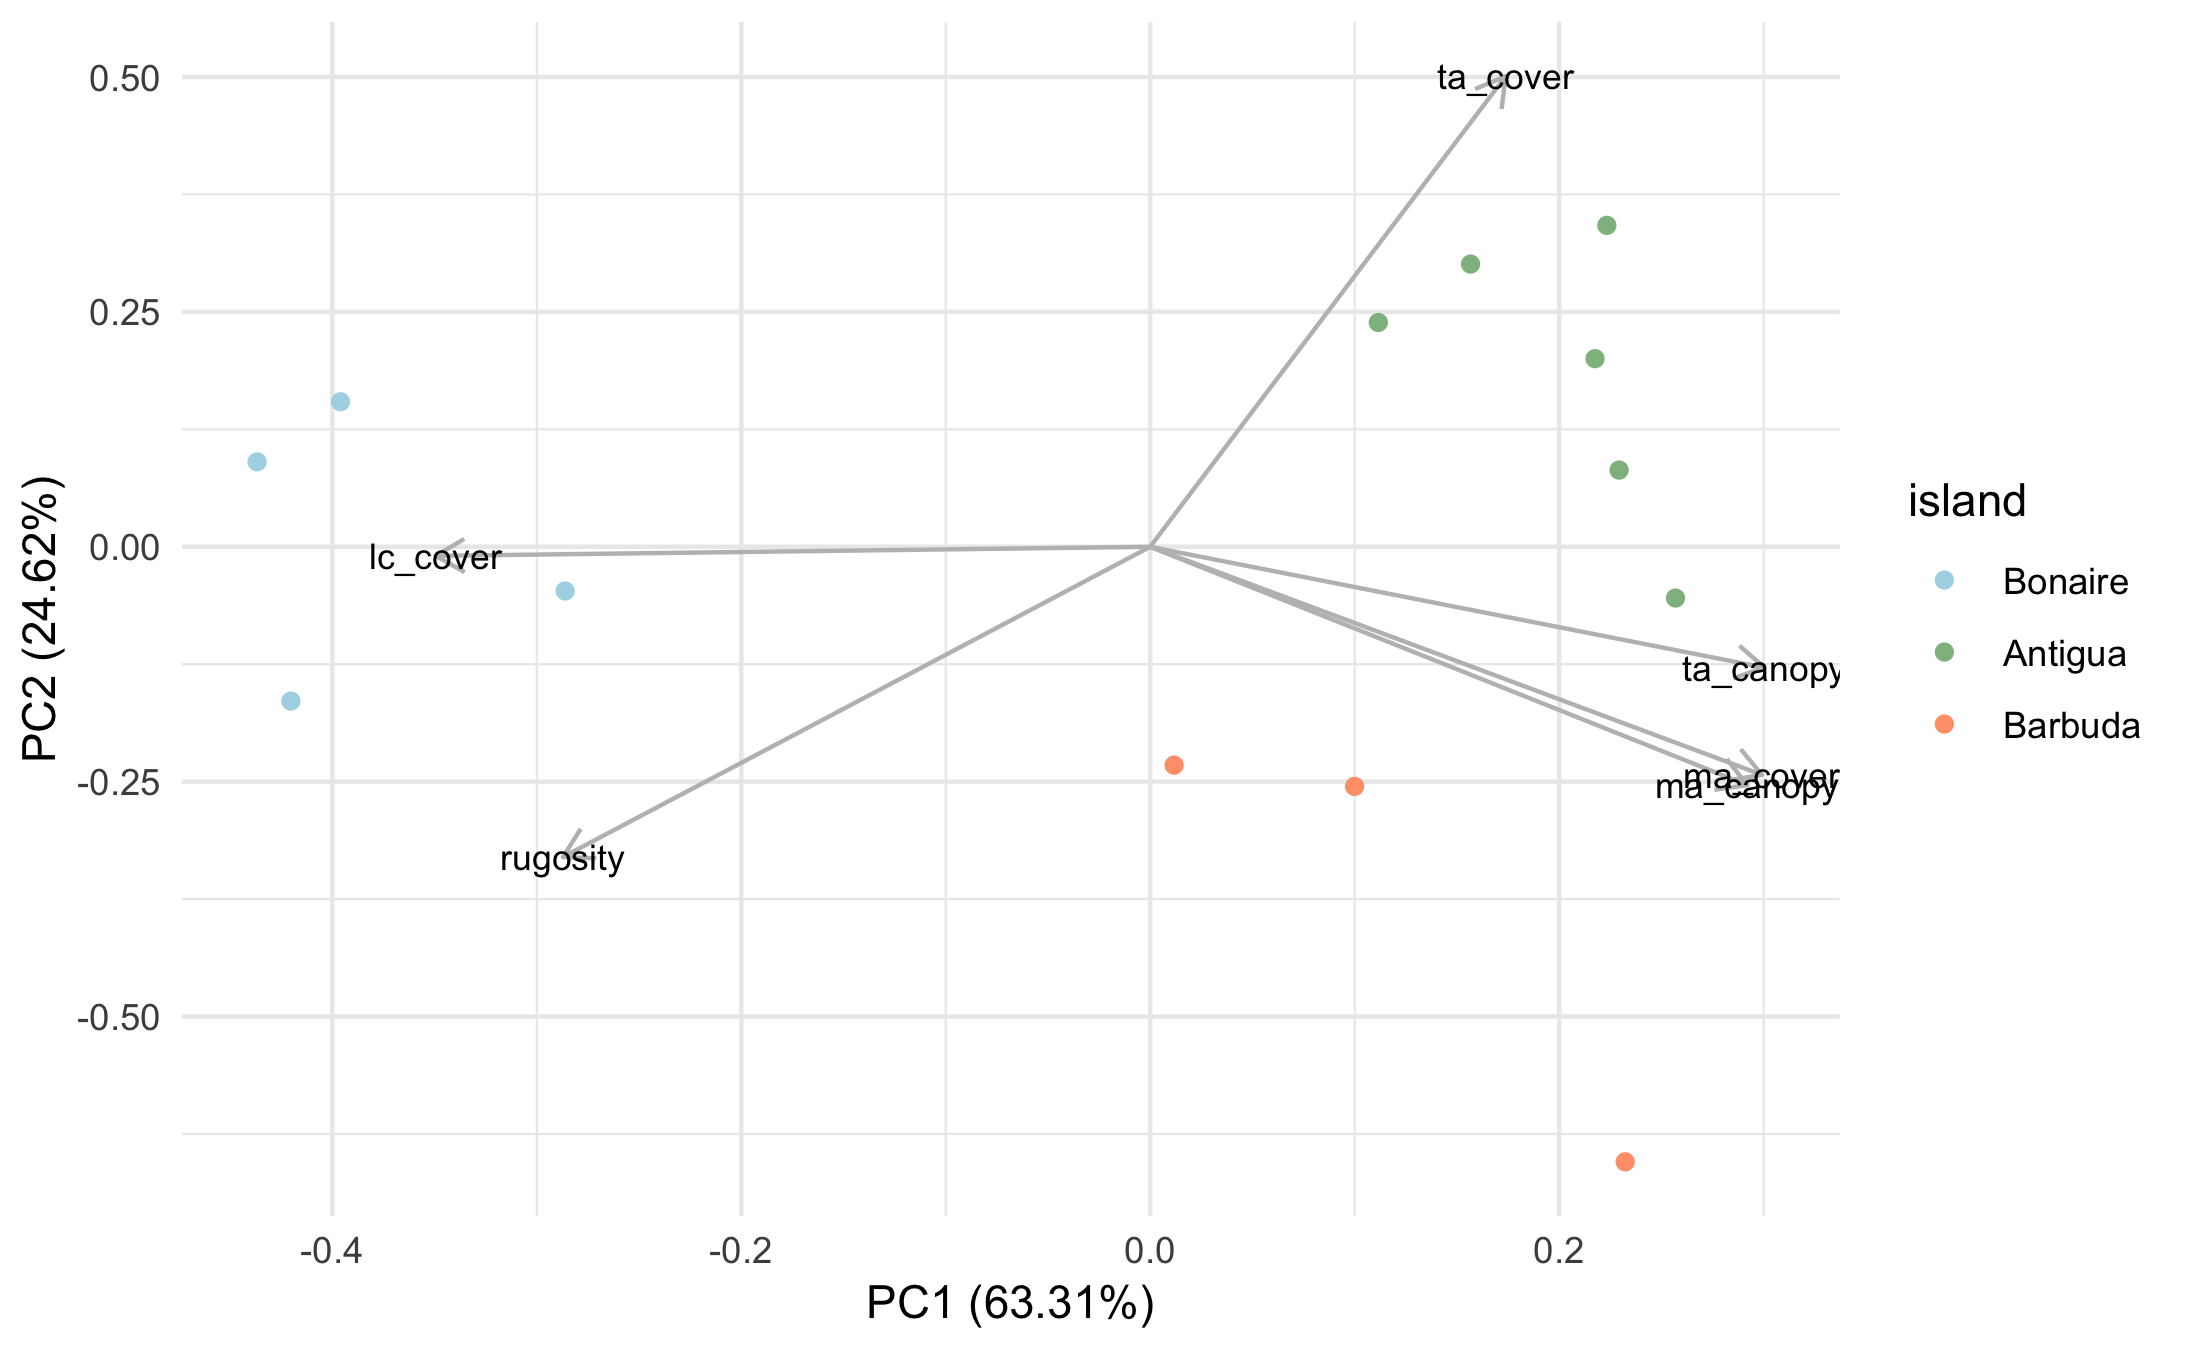 ta_cover
lc_cover
ta_canopy
ma_cover
ma_canopy
rugosity
0.50
0.25
0.00
-0.25
-0.50
-0.4
-0.2
0.0
0.2
PC1 (63.31%)
PC2 (24.62%)
island
Bonaire
Antigua
Barbuda